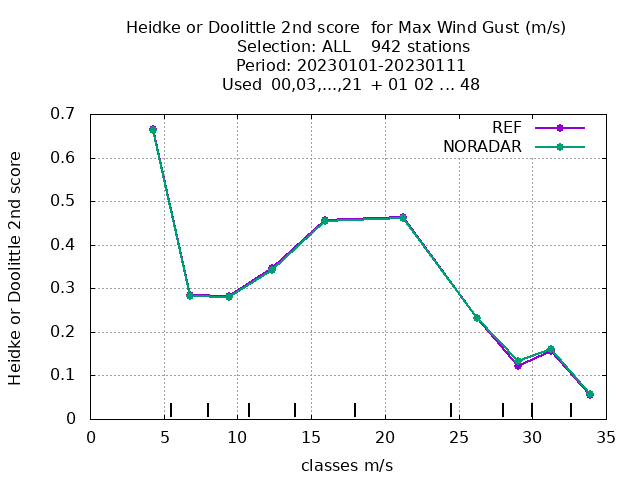 Heidke or Doolittle 2nd score  for Max Wind Gust (m/s)
Selection: ALL    942 stations
Period: 20230101-20230111
Used  00,03,...,21  + 01 02 ... 48
REF
NORADAR
Heidke or Doolittle 2nd score
0.7
0.6
0.5
0.4
0.3
0.2
0.1
0
0 5 10 15 20 25 30 35
classes m/s